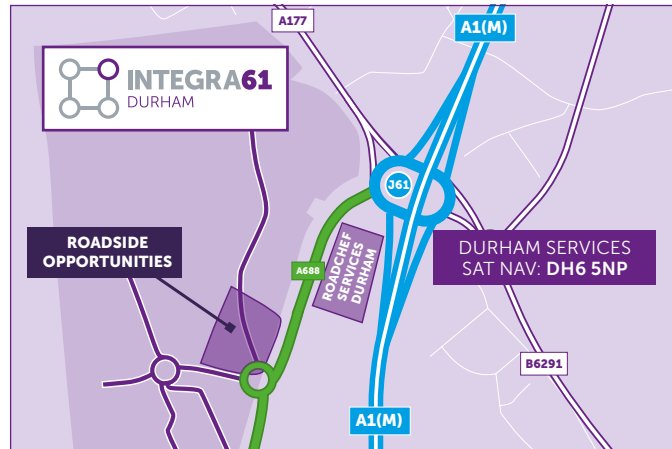 A177
A1(M)
INTEGRA61
DURHAM
J61
ROADSIDE
OPPORTUNITIES
A688
ROADCHEF
SERVICES
DURHAM
DURHAM SERVICES
SAT NAV: DH6 5NP
B6291
A1(M)